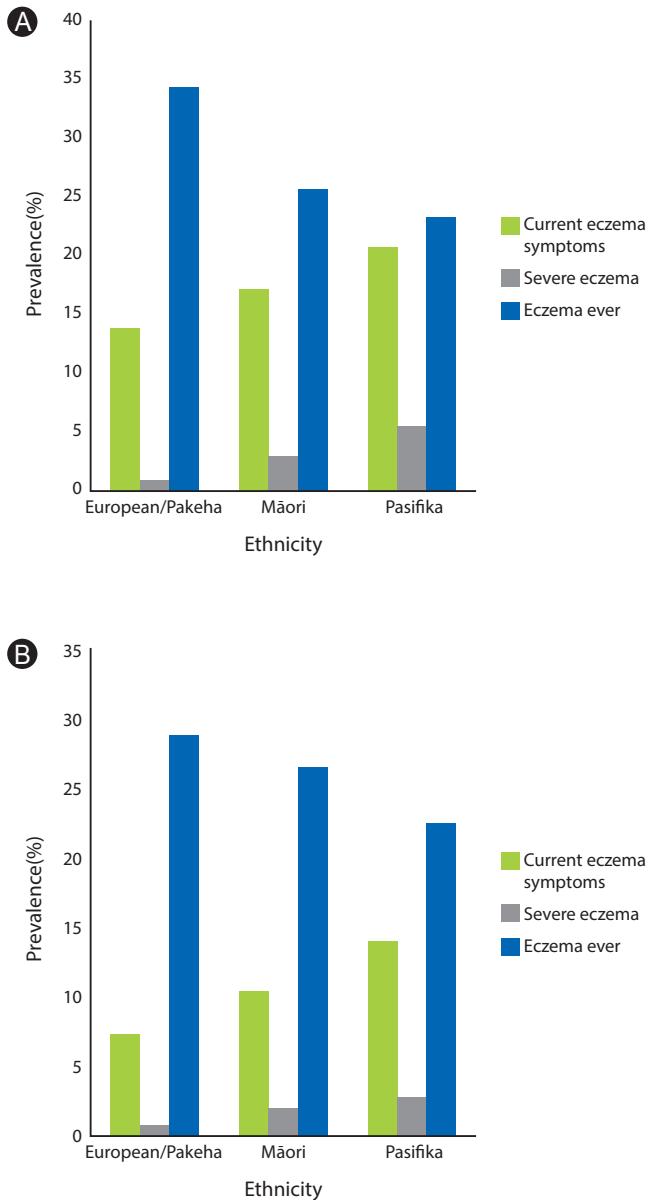 A
40
35
30
25
20
15
10
5
0
Prevalence(%)
European/Pakeha
Māori
Pasifika
Ethnicity
Current eczema
symptoms
Severe eczema
Eczema ever
B
35
30
25
20
15
10
5
0
Prevalence(%)
European/Pakeha
Māori
Pasifika
Ethnicity
Current eczema
symptoms
Severe eczema
Eczema ever